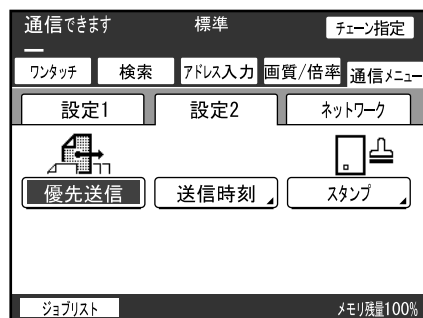 通信できます 標準 チェーン指定
ワンタッチ 検索 アドレス入力 画質/倍率 通信メニュー
設定1 設定2 ネットワーク
優先送信 送信時刻 スタンプ
ジョブリスト メモリ残量100%